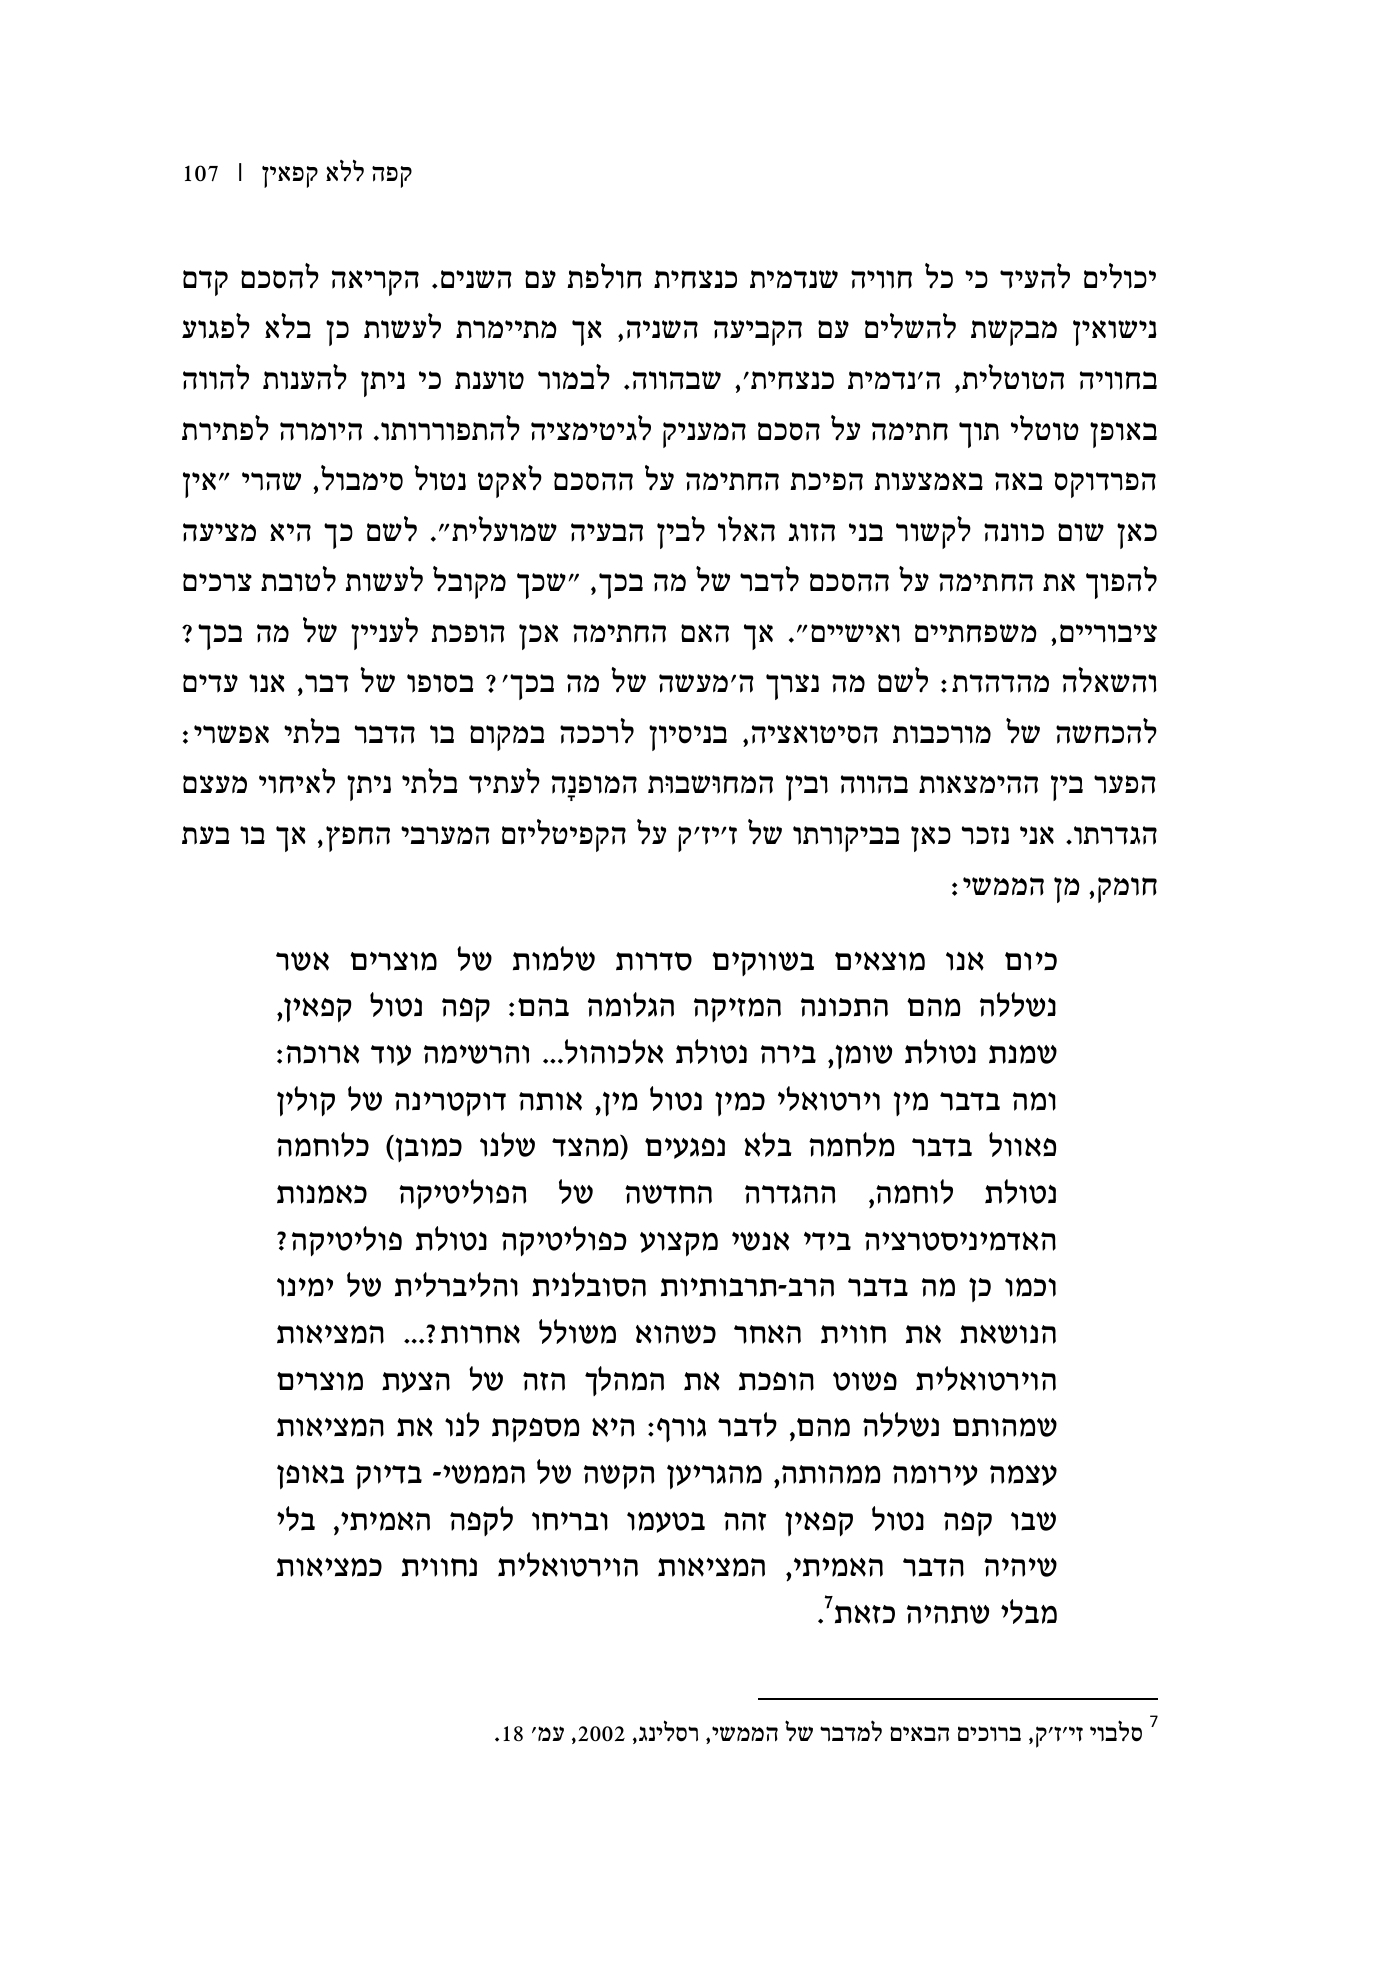 קפה ללא קפאין | 107
יכולים להעיד כי כל חוויה שנדמית כנצחית חולפת עם השנים. הקריאה להסכם קדם
נישואין מבקשת להשלים עם הקביעה השניה, אך מתיימרת לעשות כן בלא לפגוע
בחוויה הטוטלית, ה׳נדמית כנצחית׳, שבהווה. לבמור טוענת כי ניתן להענות להווה
באופן טוטלי תוך חתימה על הסכם המעניק לגיטימציה להתפוררותו. היומרה לפתירת
הפרדוקס באה באמצעות הפיכת החתימה על ההסכם לאקט נטול סימבול, שהרי ״אין
כאן שום כוונה לקשור בני הזוג האלו לבין הבעיה שמועלית״. לשם כך היא מציעה
להפוך את החתימה על ההסכם לדבר של מה בכך, ״שכך מקובל לעשות לטובת צרכים
ציבוריים, משפחתיים ואישיים״. אך האם החתימה אכן הופכת לעניין של מה בכך?
והשאלה מהדהדת: לשם מה נצרך ה׳מעשה של מה בכך׳? בסופו של דבר, אנו עדים
להכחשה של מורכבות הסיטואציה, בניסיון לרככה במקום בו הדבר בלתי אפשרי:
הפער בין ההימצאות בהווה ובין המחוּשבוּת המופנָה לעתיד בלתי ניתן לאיחוי מעצם
הגדרתו. אני נזכר כאן בביקורתו של ז׳יז׳ק על הקפיטליזם המערבי החפץ, אך בו בעת
חומק, מן הממשי:
כיום אנו מוצאים בשווקים סדרות שלמות של מוצרים אשר
נשללה מהם התכונה המזיקה הגלומה בהם: קפה נטול קפאין,
שמנת נטולת שומן, בירה נטולת אלכוהול... והרשימה עוד ארוכה:
ומה בדבר מין וירטואלי כמין נטול מין, אותה דוקטרינה של קולין
פאוול בדבר מלחמה בלא נפגעים (מהצד שלנו כמובן) כלוחמה
נטולת לוחמה, ההגדרה החדשה של הפוליטיקה כאמנות
האדמיניסטרציה בידי אנשי מקצוע כפוליטיקה נטולת פוליטיקה?
וכמו כן מה בדבר הרב-תרבותיות הסובלנית והליברלית של ימינו
הנושאת את חווית האחר כשהוא משולל אחרות?... המציאות
הוירטואלית פשוט הופכת את המהלך הזה של הצעת מוצרים
שמהותם נשללה מהם, לדבר גורף: היא מספקת לנו את המציאות
עצמה עירומה ממהותה, מהגריען הקשה של הממשי- בדיוק באופן
שבו קפה נטול קפאין זהה בטעמו ובריחו לקפה האמיתי, בלי
שיהיה הדבר האמיתי, המציאות הוירטואלית נחווית כמציאות
מבלי שתהיה כזאת7.
7 סלבוי זי׳ז׳ק, ברוכים הבאים למדבר של הממשי, רסלינג, 2002, עמ׳ 18.